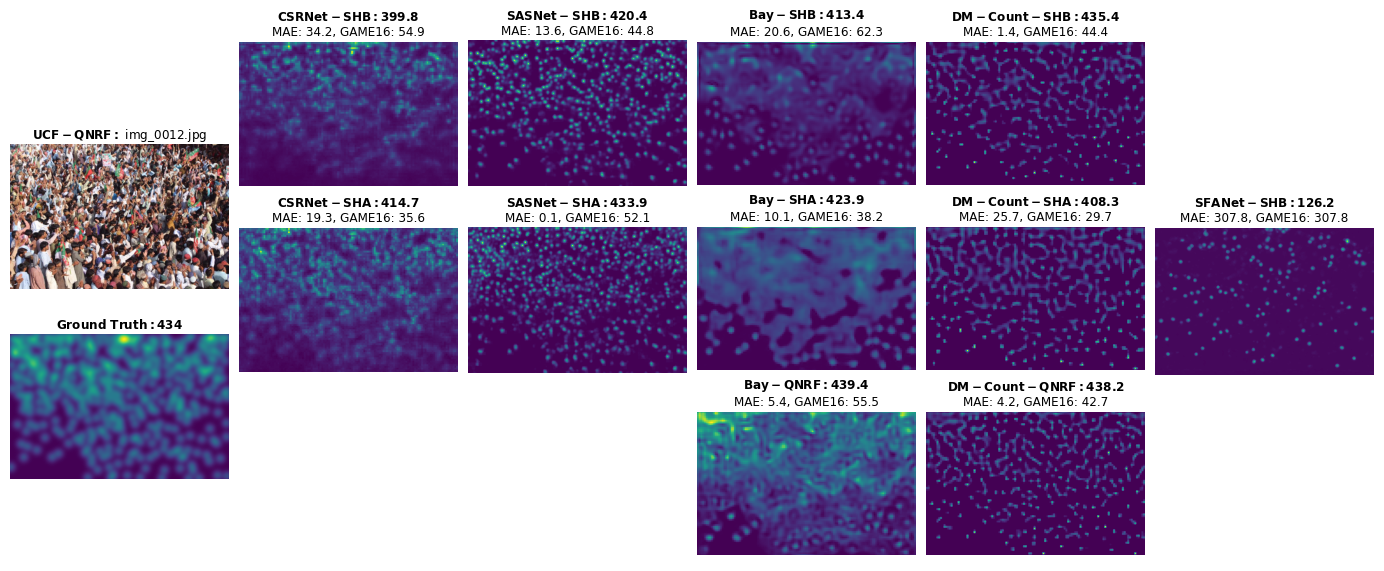 UCF − QNRF: img_0012.jpg
Ground Truth: 434
CSRNet − SHB: 399.8
MAE: 34.2, GAME16: 54.9
SASNet − SHB: 420.4
MAE: 13.6, GAME16: 44.8
Bay − SHB: 413.4
MAE: 20.6, GAME16: 62.3
DM − Count − SHB: 435.4
MAE: 1.4, GAME16: 44.4
CSRNet − SHA: 414.7
MAE: 19.3, GAME16: 35.6
SASNet − SHA: 433.9
MAE: 0.1, GAME16: 52.1
Bay − SHA: 423.9
MAE: 10.1, GAME16: 38.2
DM − Count − SHA: 408.3
MAE: 25.7, GAME16: 29.7
SFANet − SHB: 126.2
MAE: 307.8, GAME16: 307.8
Bay − QNRF: 439.4
MAE: 5.4, GAME16: 55.5
DM − Count − QNRF: 438.2
MAE: 4.2, GAME16: 42.7